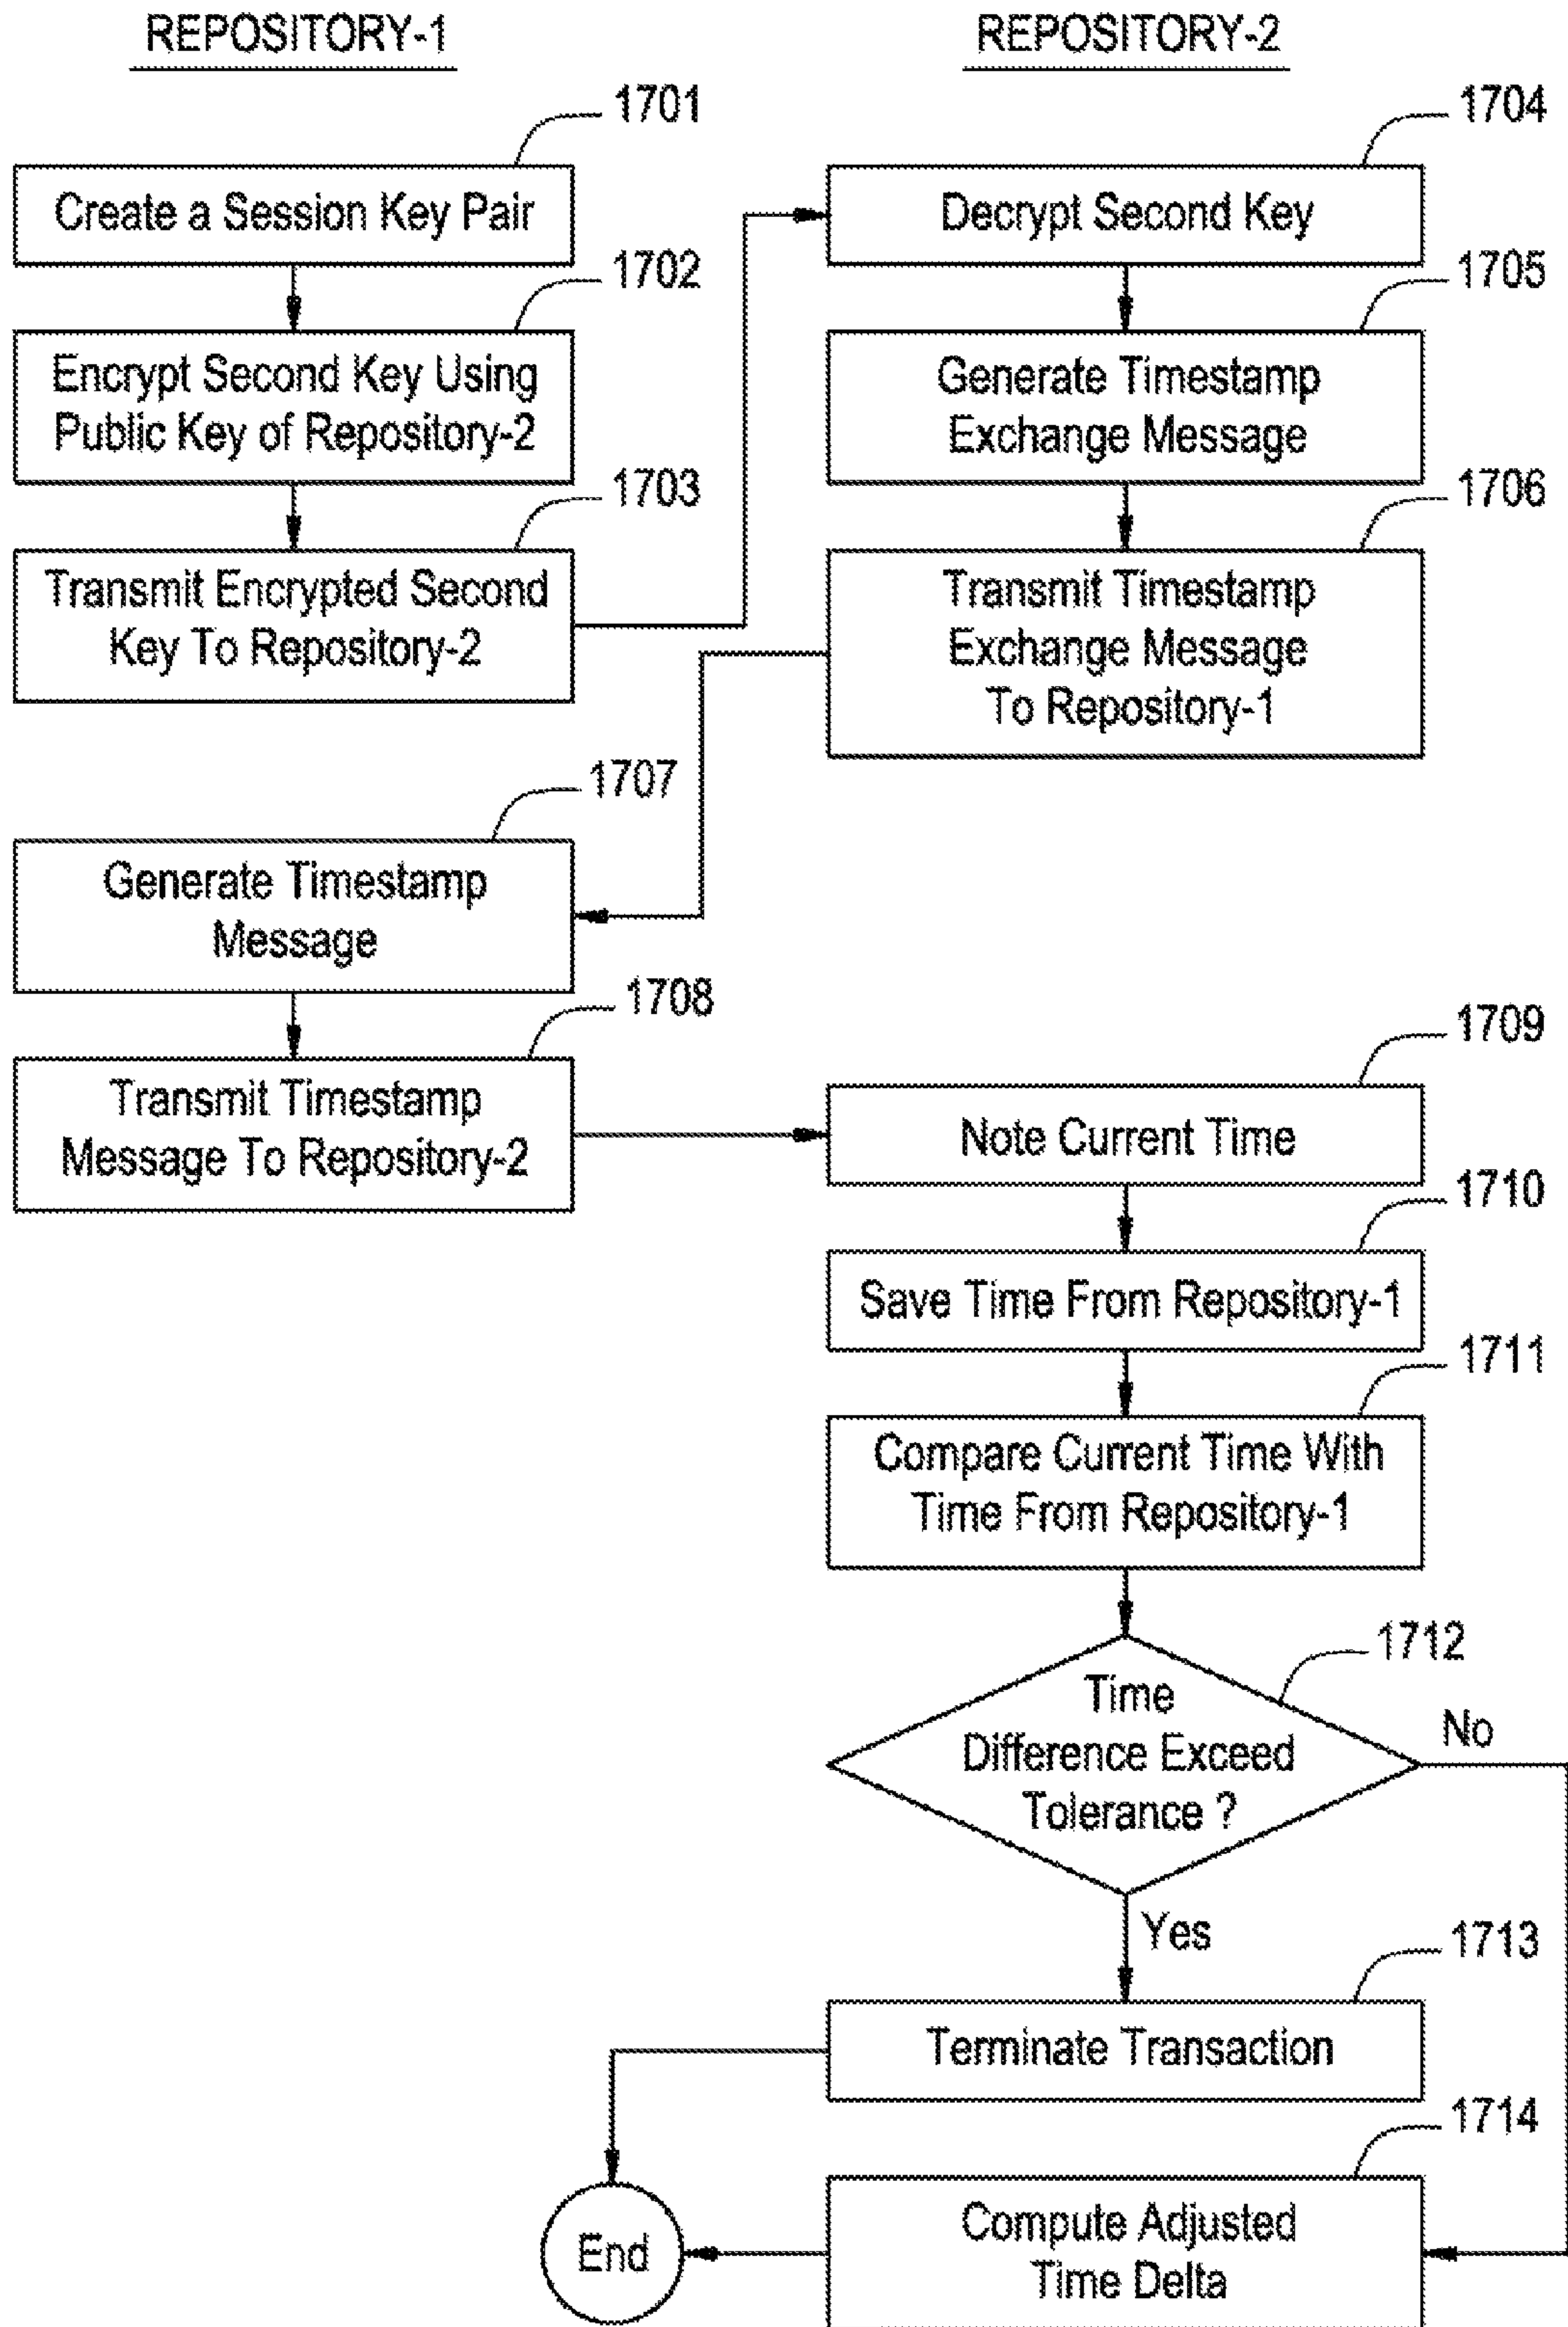 REPOSITORY-1
REPOSITORY-2
1701
Create a Session Key Pair
1702
Encrypt Second Key Using
Public Key of Repository-2
1703
Transmit Encrypted Second
Key To Repository-2
1704
Decrypt Second Key
1705
Generate Timestamp
Exchange Message
1706
Transmit Timestamp
Exchange Message
To Repository-1
1707
Generate Timestamp
Message
1708
Transmit Timestamp
Message To Repository-2
1709
Note Current Time
1710
Save Time From Repository-1
1711
Compare Current Time With
Time From Repository-1
1712
Time
Difference Exceed
Tolerance ?
No
Yes
1713
Terminate Transaction
1714
Compute Adjusted
Time Delta
End